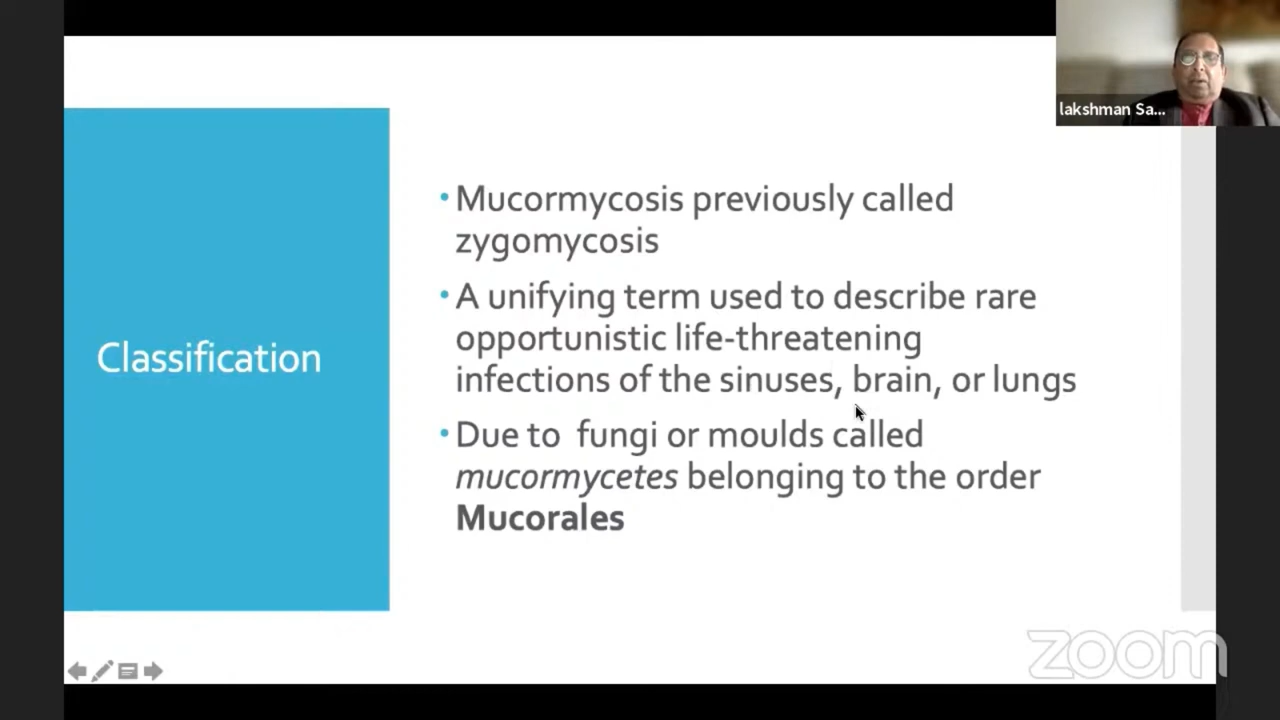 lakshman Sa...
Classification
•Mucormycosis previously called
zygomycosis
•A unifying term used to describe rare
opportunistic life-threatening
infections of the sinuses, brain, or lungs
•Due to  fungi or moulds called
mucormycetes belonging to the order
Mucorales
zoom